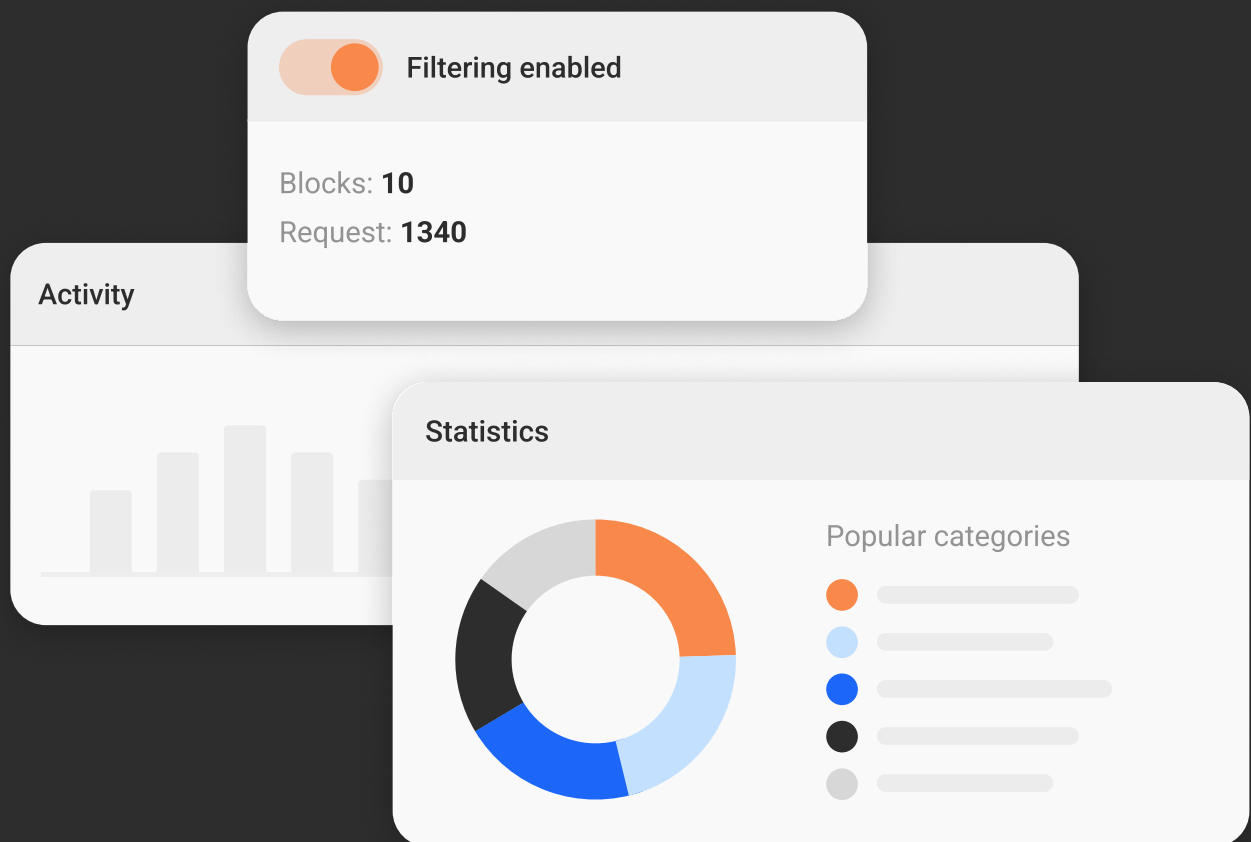 Filtering enabled
Blocks: 10
Request: 1340
Activity
Statistics
Popular categories